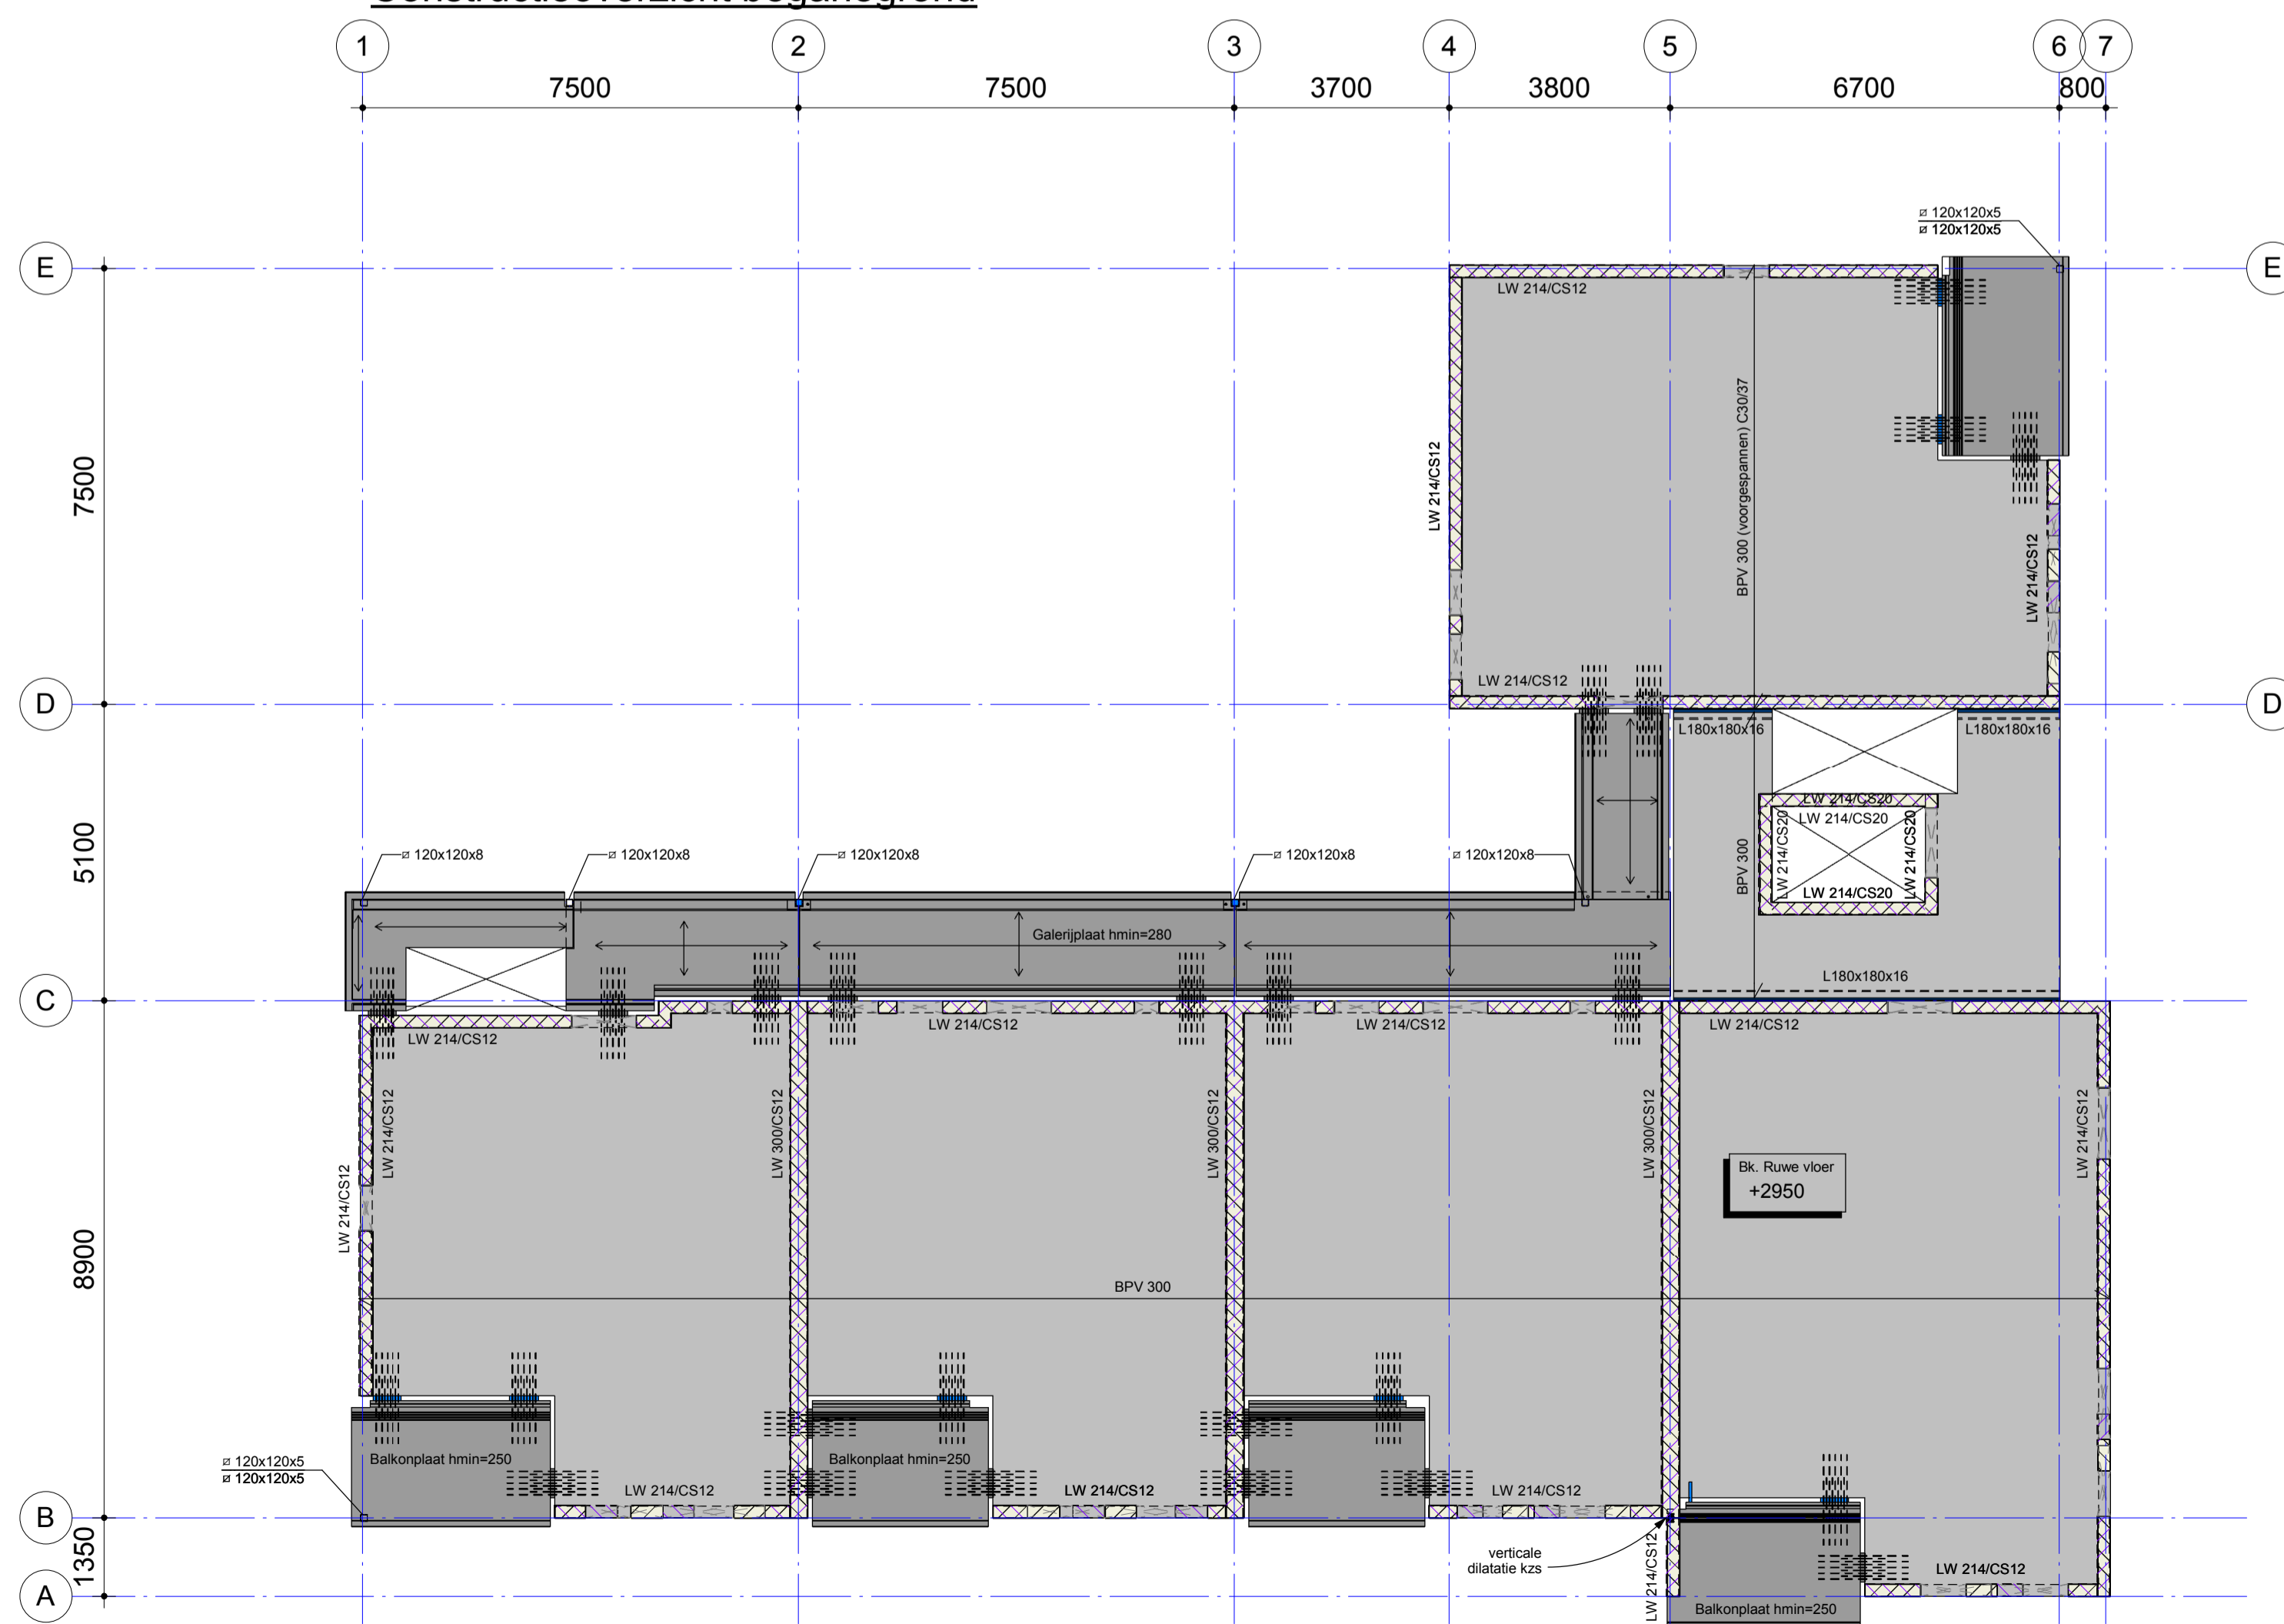 Constructieoverzicht beganegrond
1 2 3 4 5 6 7
7500 7500 3700 3800 6700 800
⌀ 120x120x5
⌀ 120x120x5
E E
LW 214/CS12
BPV 300 (voorgespannen) C30/37
LW 214/CS12
7500
LW 214/CS12
LW 214/CS12
D D
L180x180x16 L180x180x16
LW 214/CS20
LW 214/CS20
LW 214/CS20
LW 214/CS20
LW 214/CS20
BPV 300
5100
⌀ 120x120x8 ⌀ 120x120x8 ⌀ 120x120x8 ⌀ 120x120x8 ⌀ 120x120x8
Galerijplaat hmin=280
L180x180x16
C
LW 214/CS12 LW 214/CS12 LW 214/CS12 LW 214/CS12
LW 214/CS12
LW 214/CS12
LW 300/CS12
LW 300/CS12
LW 300/CS12
LW 214/CS12
Bk. Ruwe vloer
+2950
8900
BPV 300
Balkonplaat hmin=250 Balkonplaat hmin=250
⌀ 120x120x5
⌀ 120x120x5
LW 214/CS12 LW 214/CS12 LW 214/CS12
B
verticale
dilatatie kzs
LW 214/CS12
LW 214/CS12
1350
A
Balkonplaat hmin=250